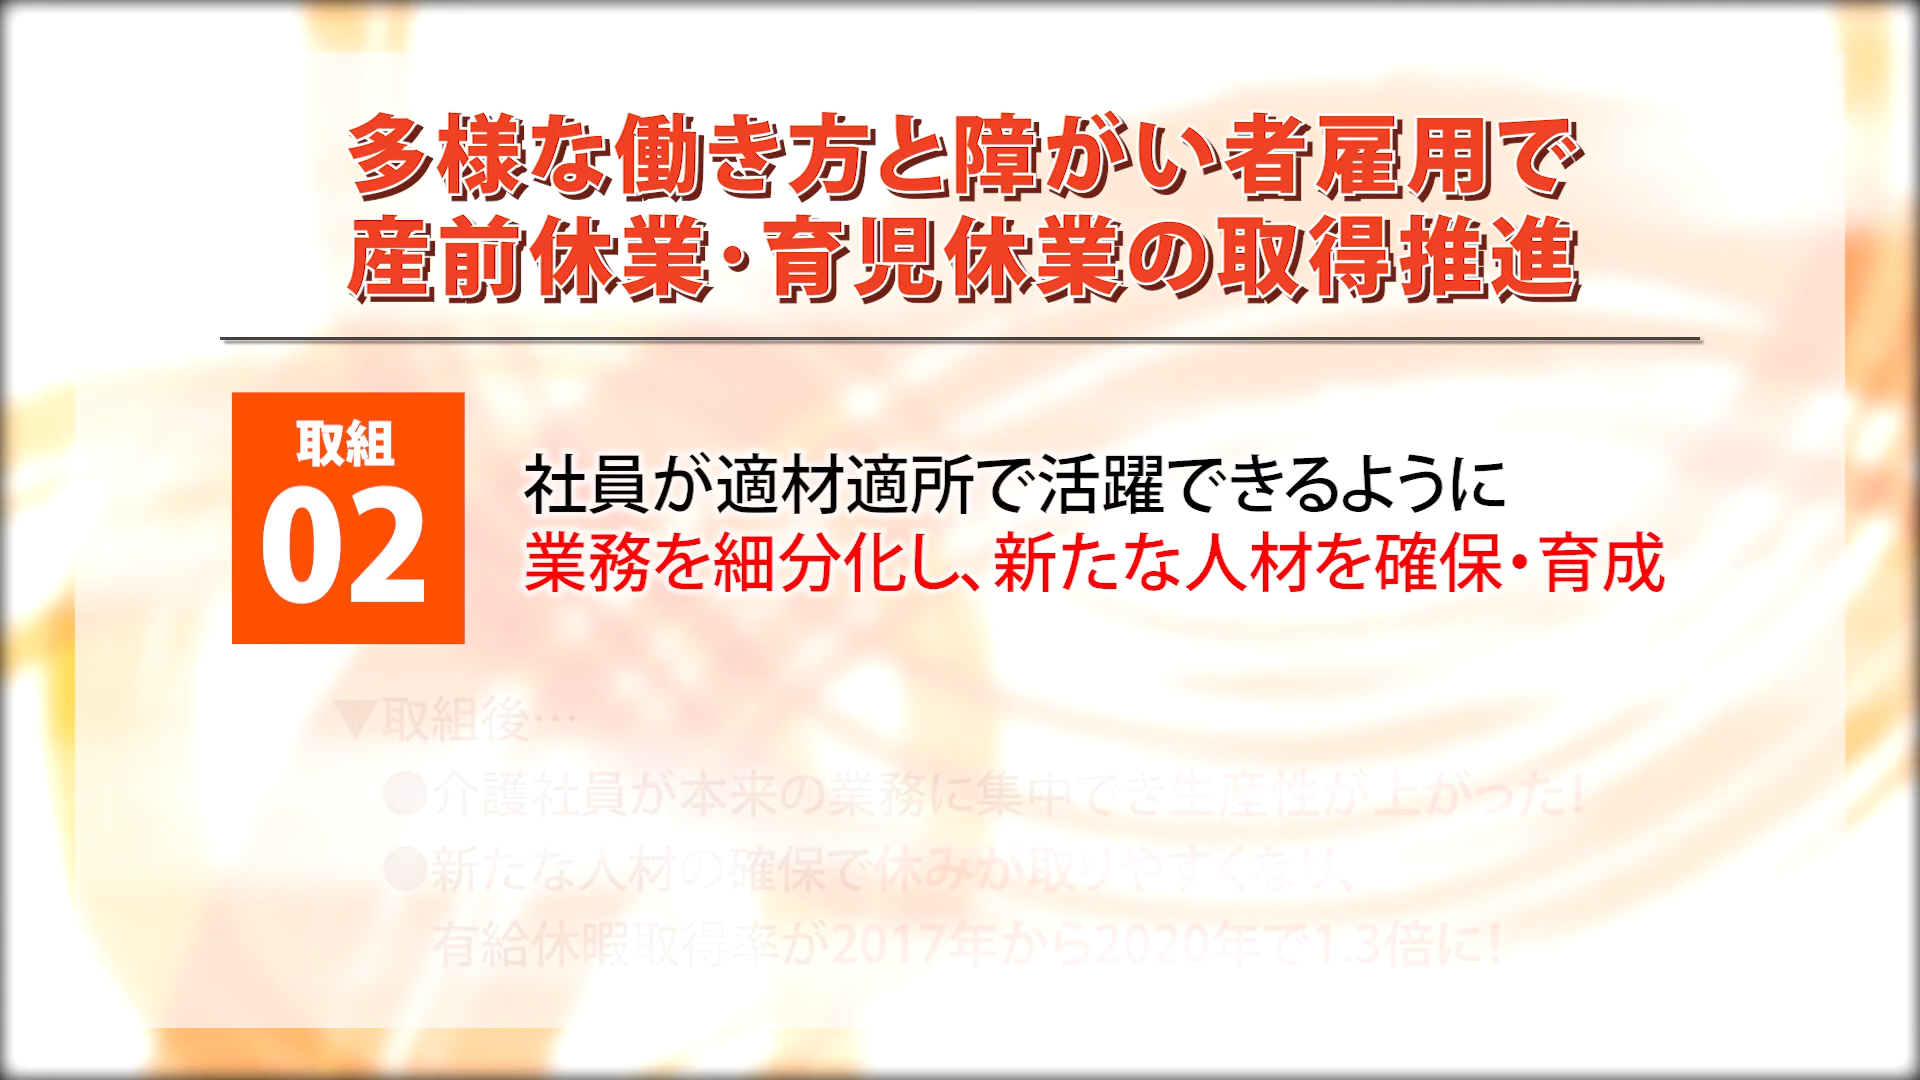 多様な働き方と障がい者雇用で
産前休業・育児休業の取得推進
取組
02
社員が適材適所で活躍できるように
業務を細分化し、新たな人材を確保・育成
▼取組後…
●介護社員が本来の業務に集中でき生産性が上がった!
●新たな人材の確保で休みが取りやすくなり、
有給休暇取得率が2017年から2020年で1.3倍に!